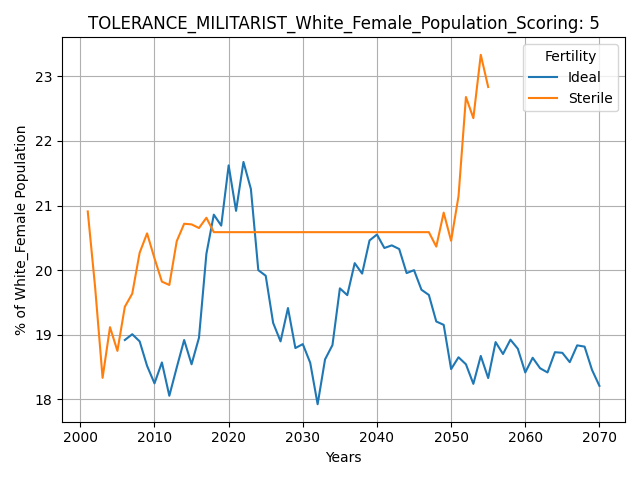 TOLERANCE_MILITARIST_White_Female_Population_Scoring: 5
Fertility
Ideal
Sterile
% of White_Female Population
23
22
21
20
19
18
2000 2010 2020 2030 2040 2050 2060 2070
Years